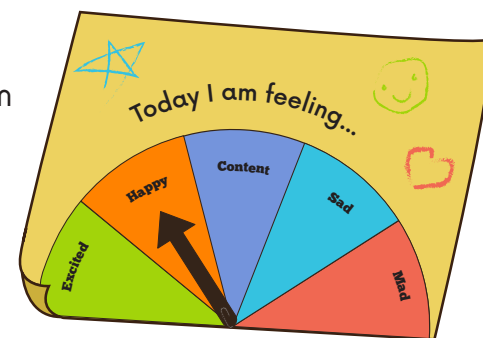 Today I am feeling...
Excited
Happy
Content
Sad
Mad